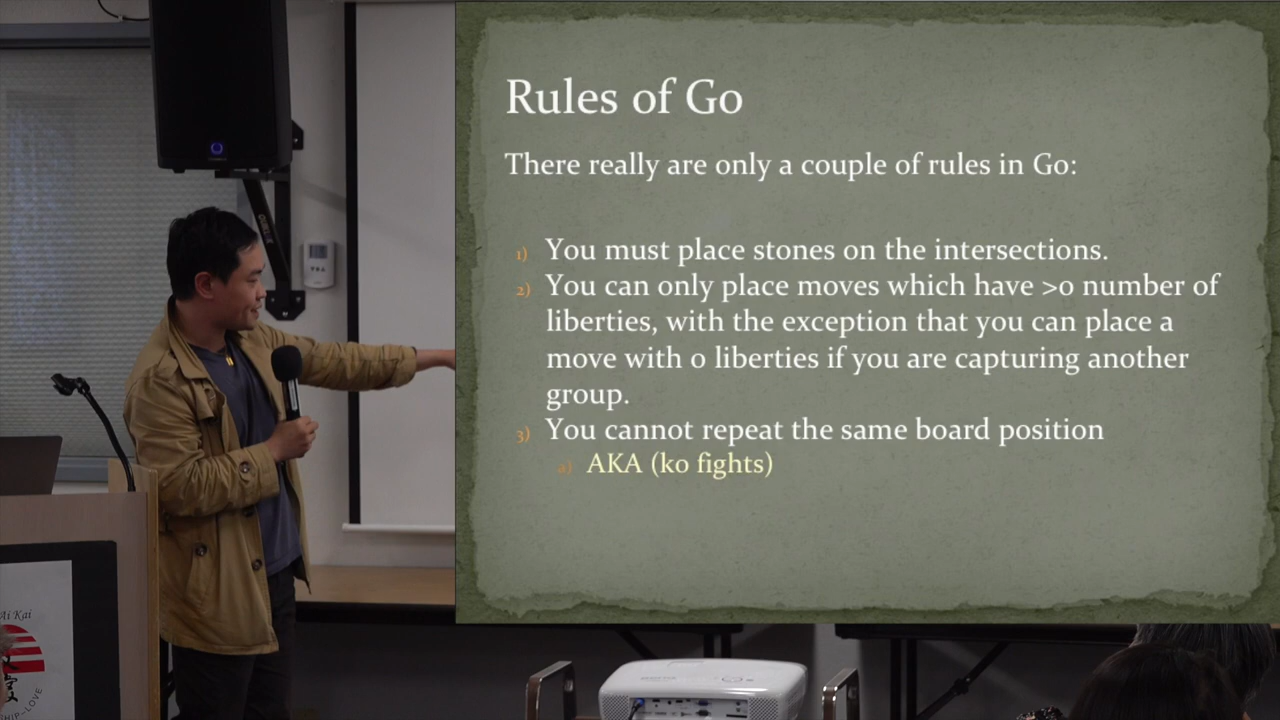 Rules of Go
There really are only a couple of rules in Go:
1) You must place stones on the intersections.
2) You can only place moves which have >0 number of
liberties, with the exception that you can place a
move with 0 liberties if you are capturing another
group.
3) You cannot repeat the same board position
a) AKA (ko fights)
Ai Kai
LOVE